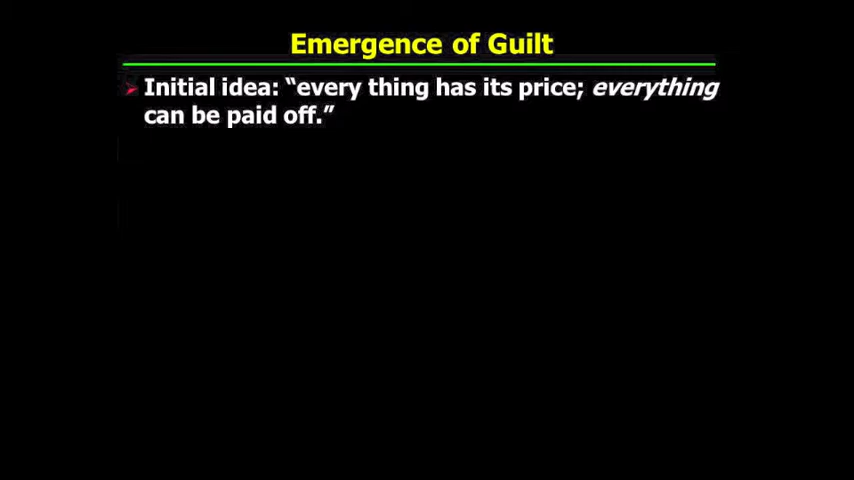 Emergence of Guilt
Initial idea: “every thing has its price; everything
can be paid off.”